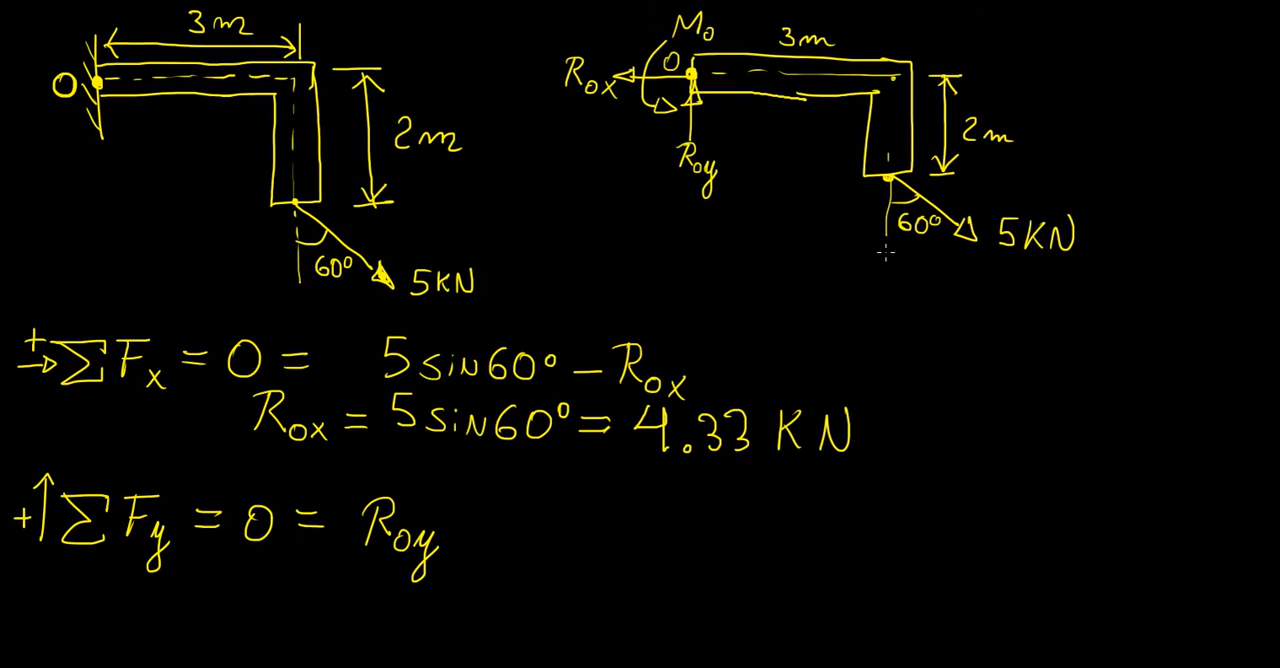 3m
O
2m
60°
5KN
Mo
3m
O
Rox
Roy
2m
60°
5KN
+ ΣFx = 0 = 5sin60° - Rox
Rox = 5sin60° = 4.33 KN
+↑ ΣFy = 0 = Roy